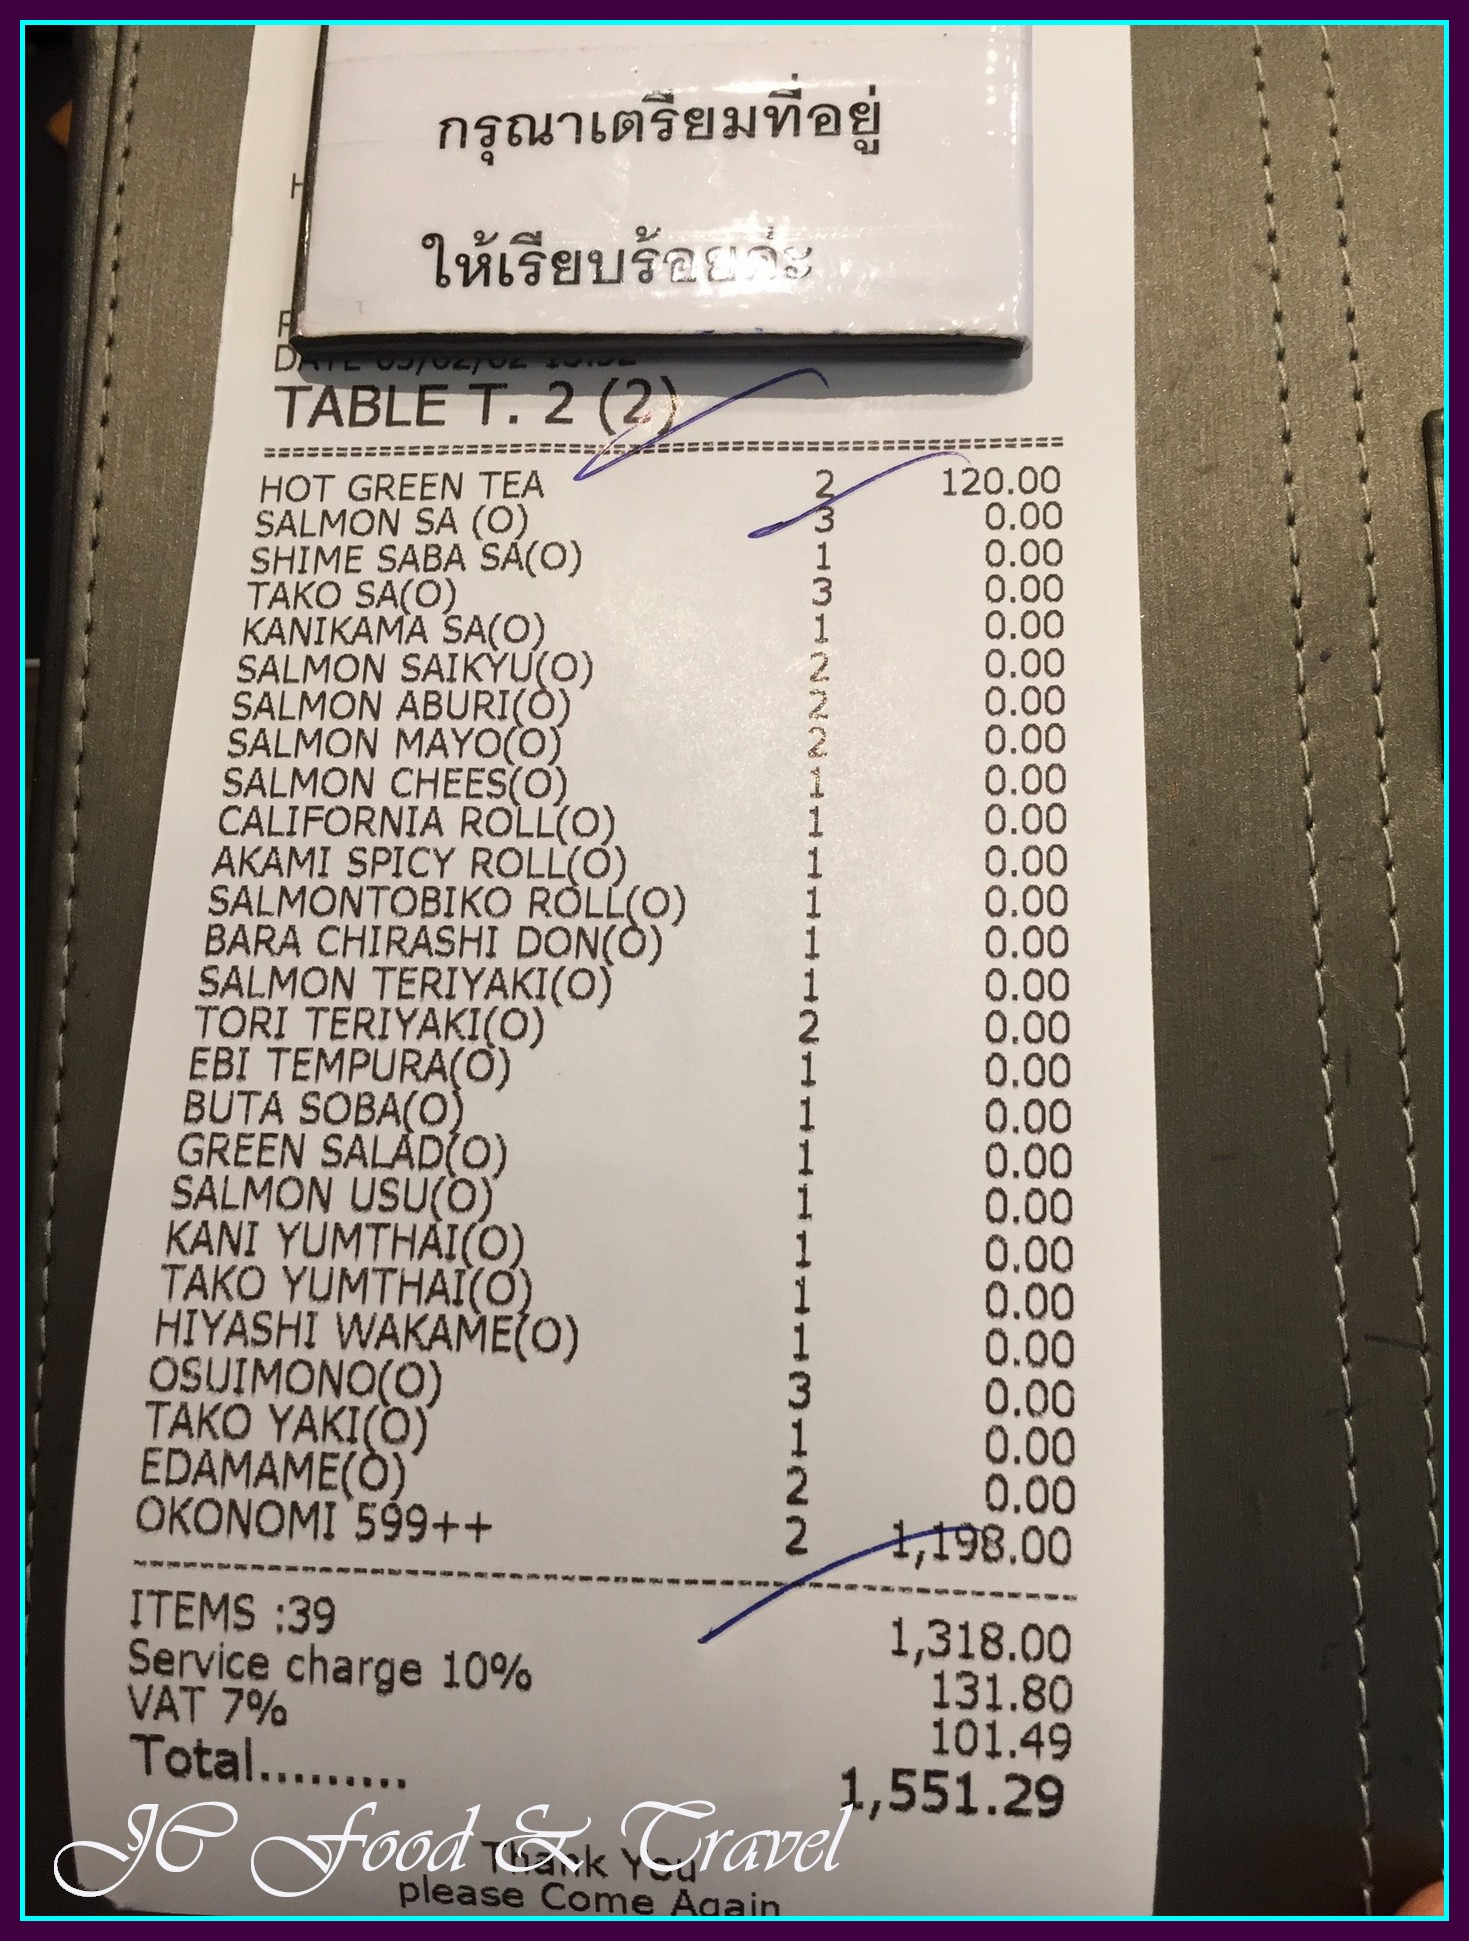 กรุณาเตรียมที่อยู่
ให้เรียบร้อยค่ะ
TABLE T. 2 (2)
HOT GREEN TEA 2 120.00
SALMON SA (O) 3 0.00
SHIME SABA SA(O) 1 0.00
TAKO SA(O) 3 0.00
KANIKAMA SA(O) 1 0.00
SALMON SAIKYU(O) 2 0.00
SALMON ABURI(O) 2 0.00
SALMON MAYO(O) 2 0.00
SALMON CHEES(O) 1 0.00
CALIFORNIA ROLL(O) 1 0.00
AKAMI SPICY ROLL(O) 1 0.00
SALMONTOBIKO ROLL(O) 1 0.00
BARA CHIRASHI DON(O) 1 0.00
SALMON TERIYAKI(O) 1 0.00
TORI TERIYAKI(O) 2 0.00
EBI TEMPURA(O) 1 0.00
BUTA SOBA(O) 1 0.00
GREEN SALAD(O) 1 0.00
SALMON USU(O) 1 0.00
KANI YUMTHAI(O) 1 0.00
TAKO YUMTHAI(O) 1 0.00
HIYASHI WAKAME(O) 1 0.00
OSUIMONO(O) 3 0.00
TAKO YAKI(O) 1 0.00
EDAMAME(O) 2 0.00
OKONOMI 599++ 2 1,198.00
ITEMS :39 1,318.00
Service charge 10% 131.80
VAT 7% 101.49
Total......... 1,551.29
JC Food & Travel
Thank You
please Come Again